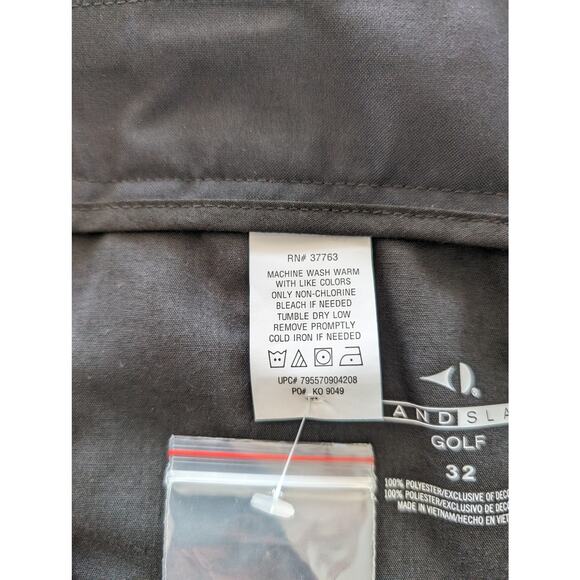 RN# 37763
MACHINE WASH WARM
WITH LIKE COLORS
ONLY NON-CHLORINE
BLEACH IF NEEDED
TUMBLE DRY LOW
REMOVE PROMPTLY
COLD IRON IF NEEDED
UPC# 795570904208
PO# KO 9049
ANDSLA
GOLF
32
100% POLYESTER/EXCLUSIVE OF DECO
100% POLIESTER/EXCLUSIVO DE DECO
MADE IN VIETNAM/HECHO EN VIET